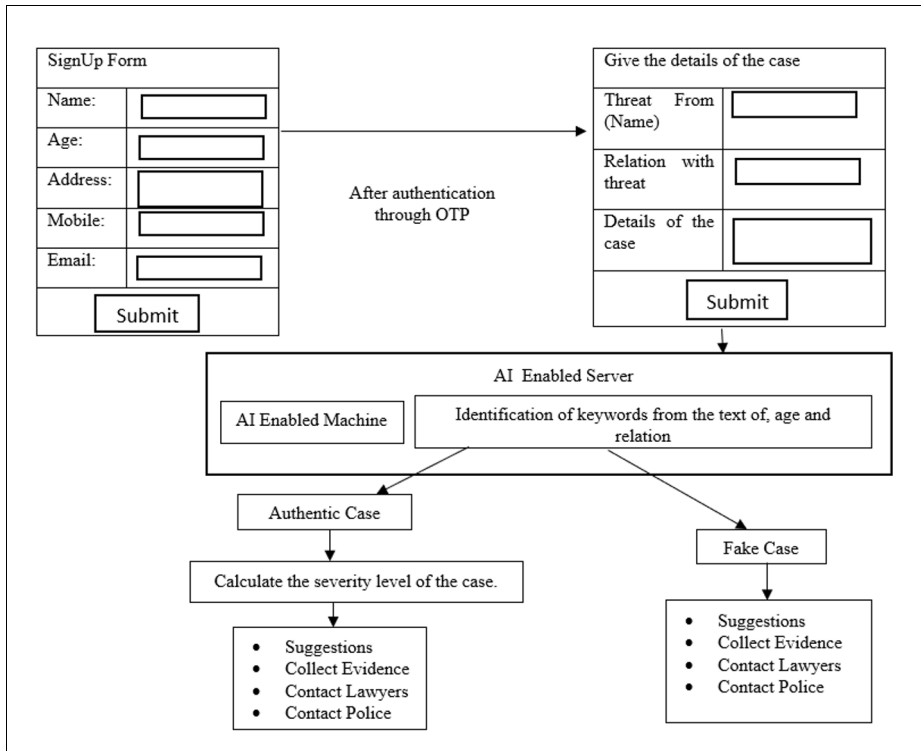 SignUp Form
Name:
Age:
Address:
Mobile:
Email:
Submit
After authentication
through OTP
Give the details of the case
Threat From
(Name)
Relation with
threat
Details of the
case
Submit
AI Enabled Server
AI Enabled Machine
Identification of keywords from the text of, age and
relation
Authentic Case
Calculate the severity level of the case.
• Suggestions
• Collect Evidence
• Contact Lawyers
• Contact Police
Fake Case
• Suggestions
• Collect Evidence
• Contact Lawyers
• Contact Police